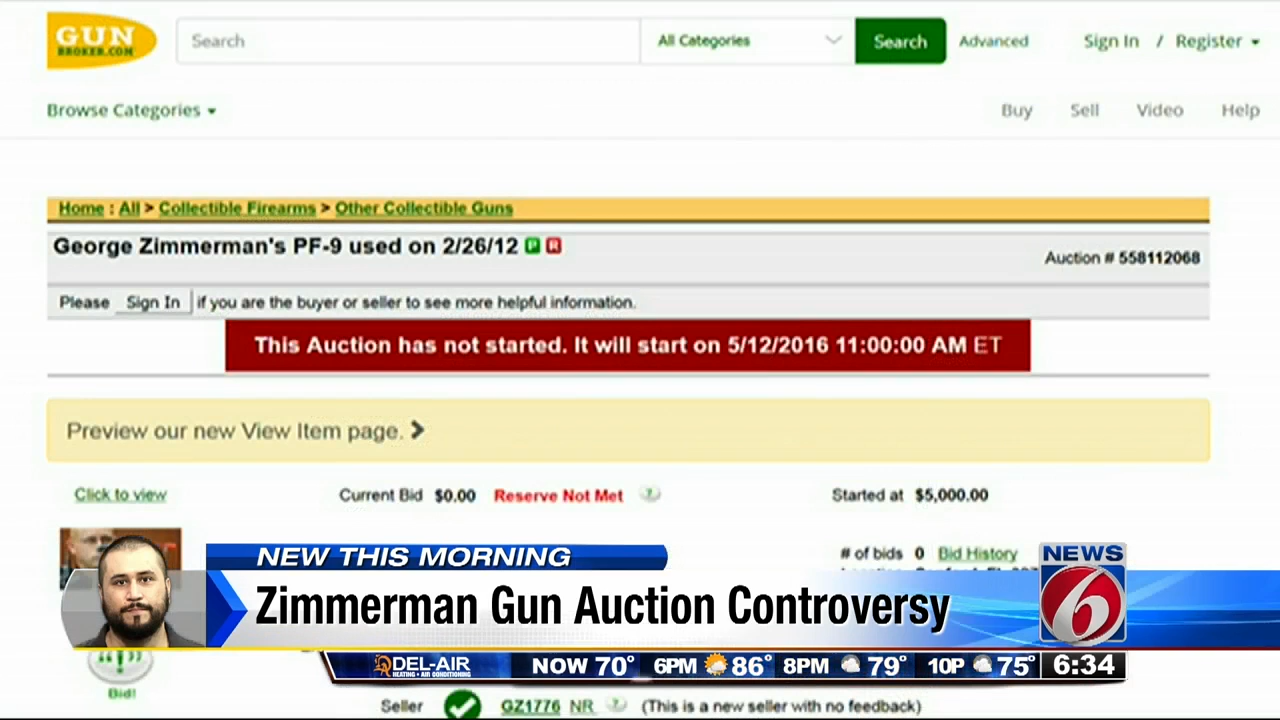 GUN
BROKER.COM
Search
All Categories
Search
Advanced
Sign In / Register
Browse Categories
Buy
Sell
Video
Help
Home : All > Collectible Firearms > Other Collectible Guns
George Zimmerman's PF-9 used on 2/26/12 P R
Auction # 558112068
Please Sign In if you are the buyer or seller to see more helpful information.
This Auction has not started. It will start on 5/12/2016 11:00:00 AM ET
Preview our new View Item page.
Click to view
Current Bid $0.00 Reserve Not Met ?
Started at $5,000.00
# of bids 0 Bid History
NEW THIS MORNING
Zimmerman Gun Auction Controversy
NEWS
6
Bid!
DEL-AIR
HEATING • AIR CONDITIONING
NOW 70° 6PM 86° 8PM 79° 10P 75° 6:34
Seller GZ1776 NR ? (This is a new seller with no feedback)